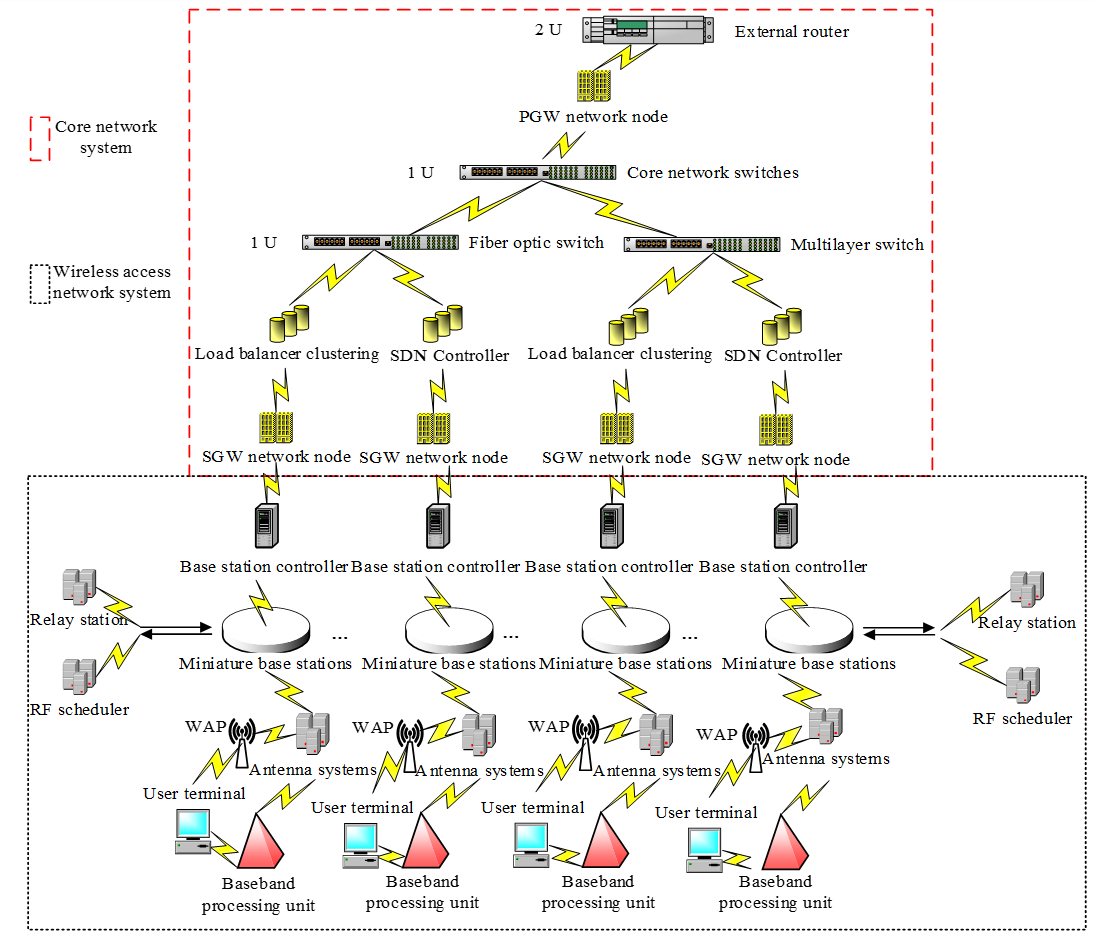 2 U
External router
PGW network node
Core network
system
1 U
Core network switches
1 U
Fiber optic switch
Multilayer switch
Wireless access
network system
Load balancer clustering
SDN Controller
Load balancer clustering
SDN Controller
SGW network node
SGW network node
SGW network node
SGW network node
Base station controller
Base station controller
Base station controller
Base station controller
Relay station
...
...
...
Relay station
Miniature base stations
Miniature base stations
Miniature base stations
Miniature base stations
RF scheduler
RF scheduler
WAP
WAP
WAP
WAP
Antenna systems
Antenna systems
Antenna systems
Antenna systems
User terminal
User terminal
User terminal
User terminal
Baseband
processing unit
Baseband
processing unit
Baseband
processing unit
Baseband
processing unit